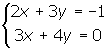 2x + 3y = −1
3x + 4y = 0